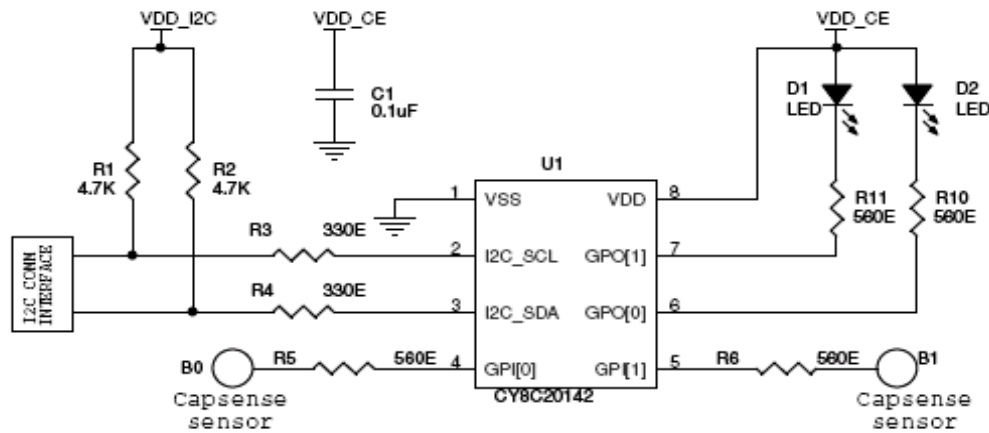 VDD_I2C
VDD_CE
VDD_CE
C1
0.1uF
D1
LED
D2
LED
R1
4.7K
R2
4.7K
U1
1
VSS
VDD
8
R11
560E
R10
560E
R3
330E
2
I2C_SCL
GPO[1]
7
I2C COMM
INTERFACE
R4
330E
3
I2C_SDA
GPO[0]
6
B0
R5
560E
4
GPI[0]
GPI[1]
5
R6
560E
B1
CY8C20142
Capsense
sensor
Capsense
sensor